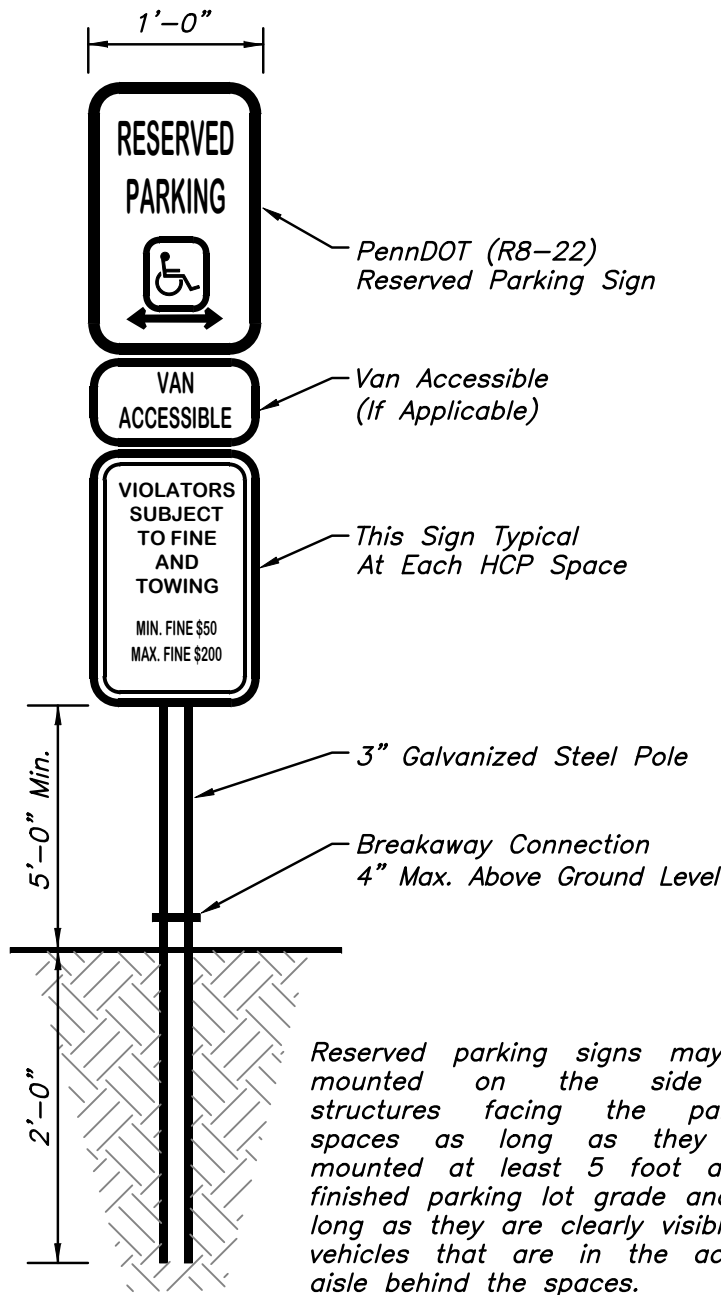 1'-0"
RESERVED
PARKING
PennDOT (R8-22)
Reserved Parking Sign
VAN
ACCESSIBLE
Van Accessible
(If Applicable)
VIOLATORS
SUBJECT
TO FINE
AND
TOWING
MIN. FINE $50
MAX. FINE $200
This Sign Typical
At Each HCP Space
5'-0" Min.
3" Galvanized Steel Pole
Breakaway Connection
4" Max. Above Ground Level
2'-0"
Reserved parking signs may
mounted on the side
structures facing the pa
spaces as long as they
mounted at least 5 foot a
finished parking lot grade and
long as they are clearly visib
vehicles that are in the ac
aisle behind the spaces.